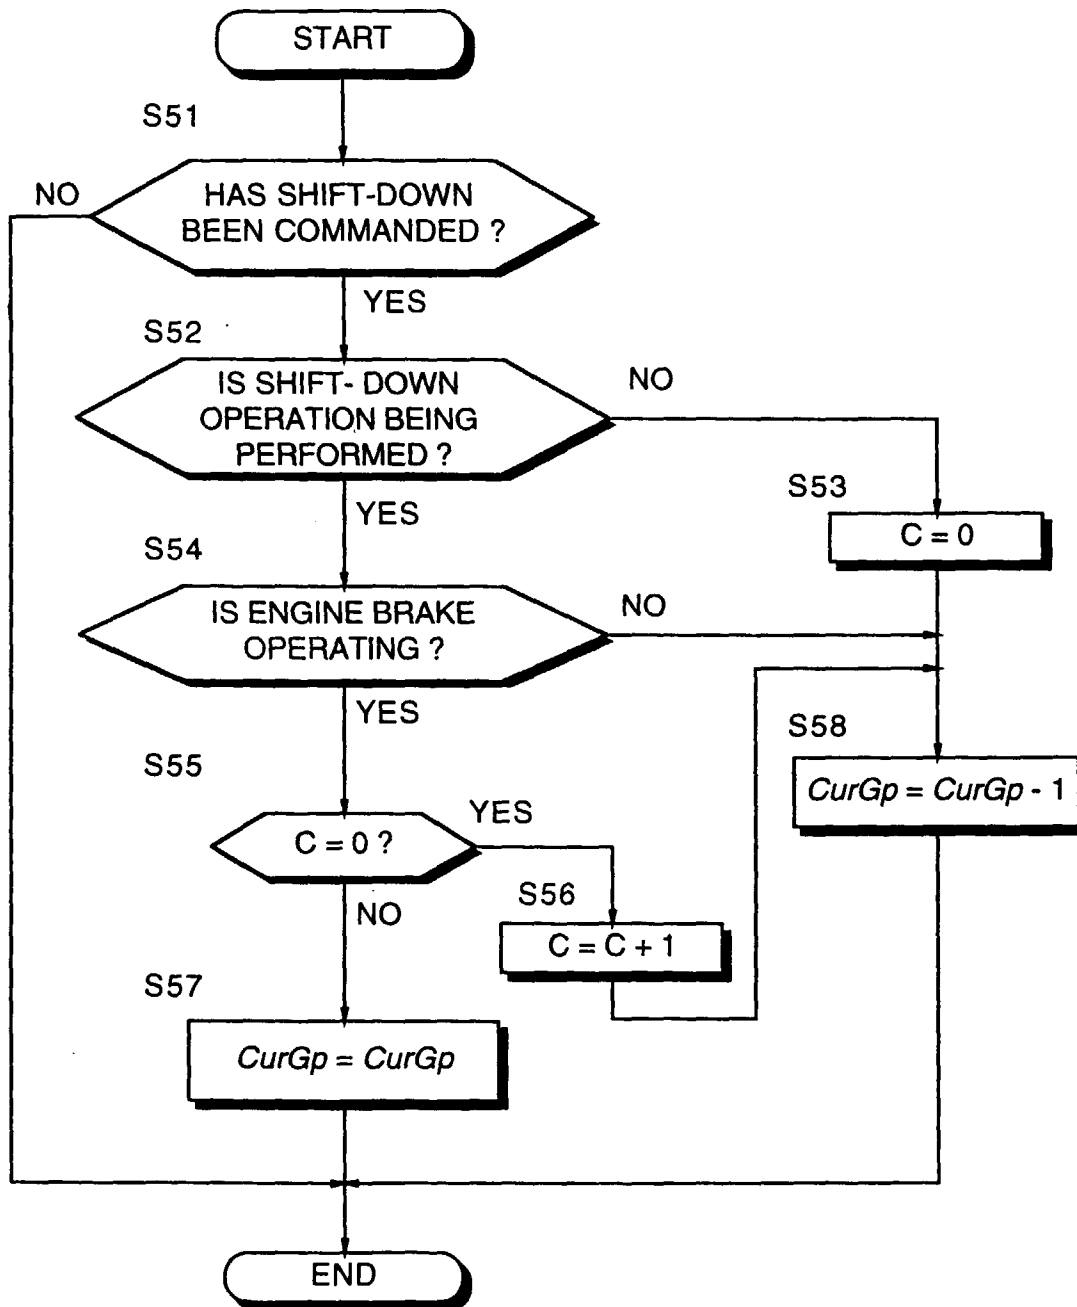 START
S51
NO
HAS SHIFT-DOWN
BEEN COMMANDED ?
YES
S52
IS SHIFT- DOWN
OPERATION BEING
PERFORMED ?
NO
YES
S53
C = 0
S54
IS ENGINE BRAKE
OPERATING ?
NO
YES
S55
C = 0 ?
YES
NO
S56
C = C + 1
S58
CurGp = CurGp - 1
S57
CurGp = CurGp
END